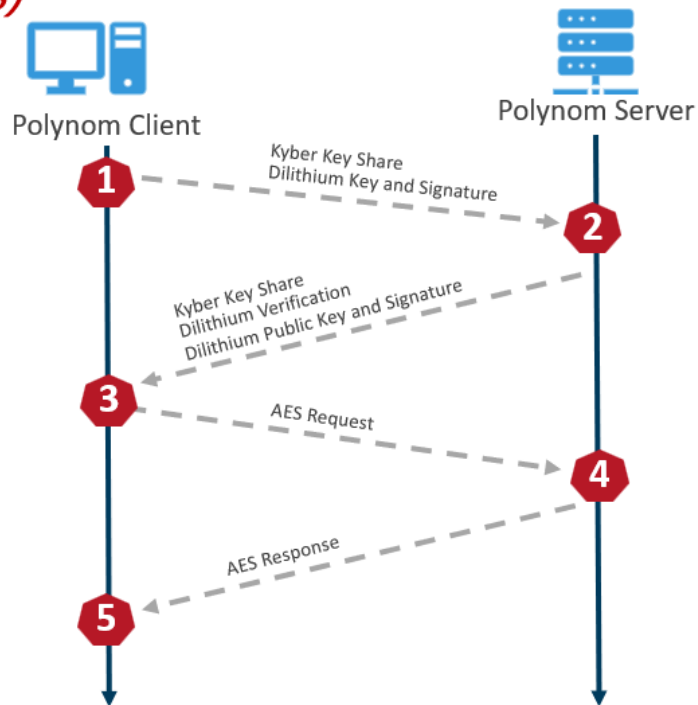 Polynom Client
Polynom Server
1
Kyber Key Share
Dilithium Key and Signature
2
Kyber Key Share
Dilithium Verification
Dilithium Public Key and Signature
3
AES Request
4
AES Response
5